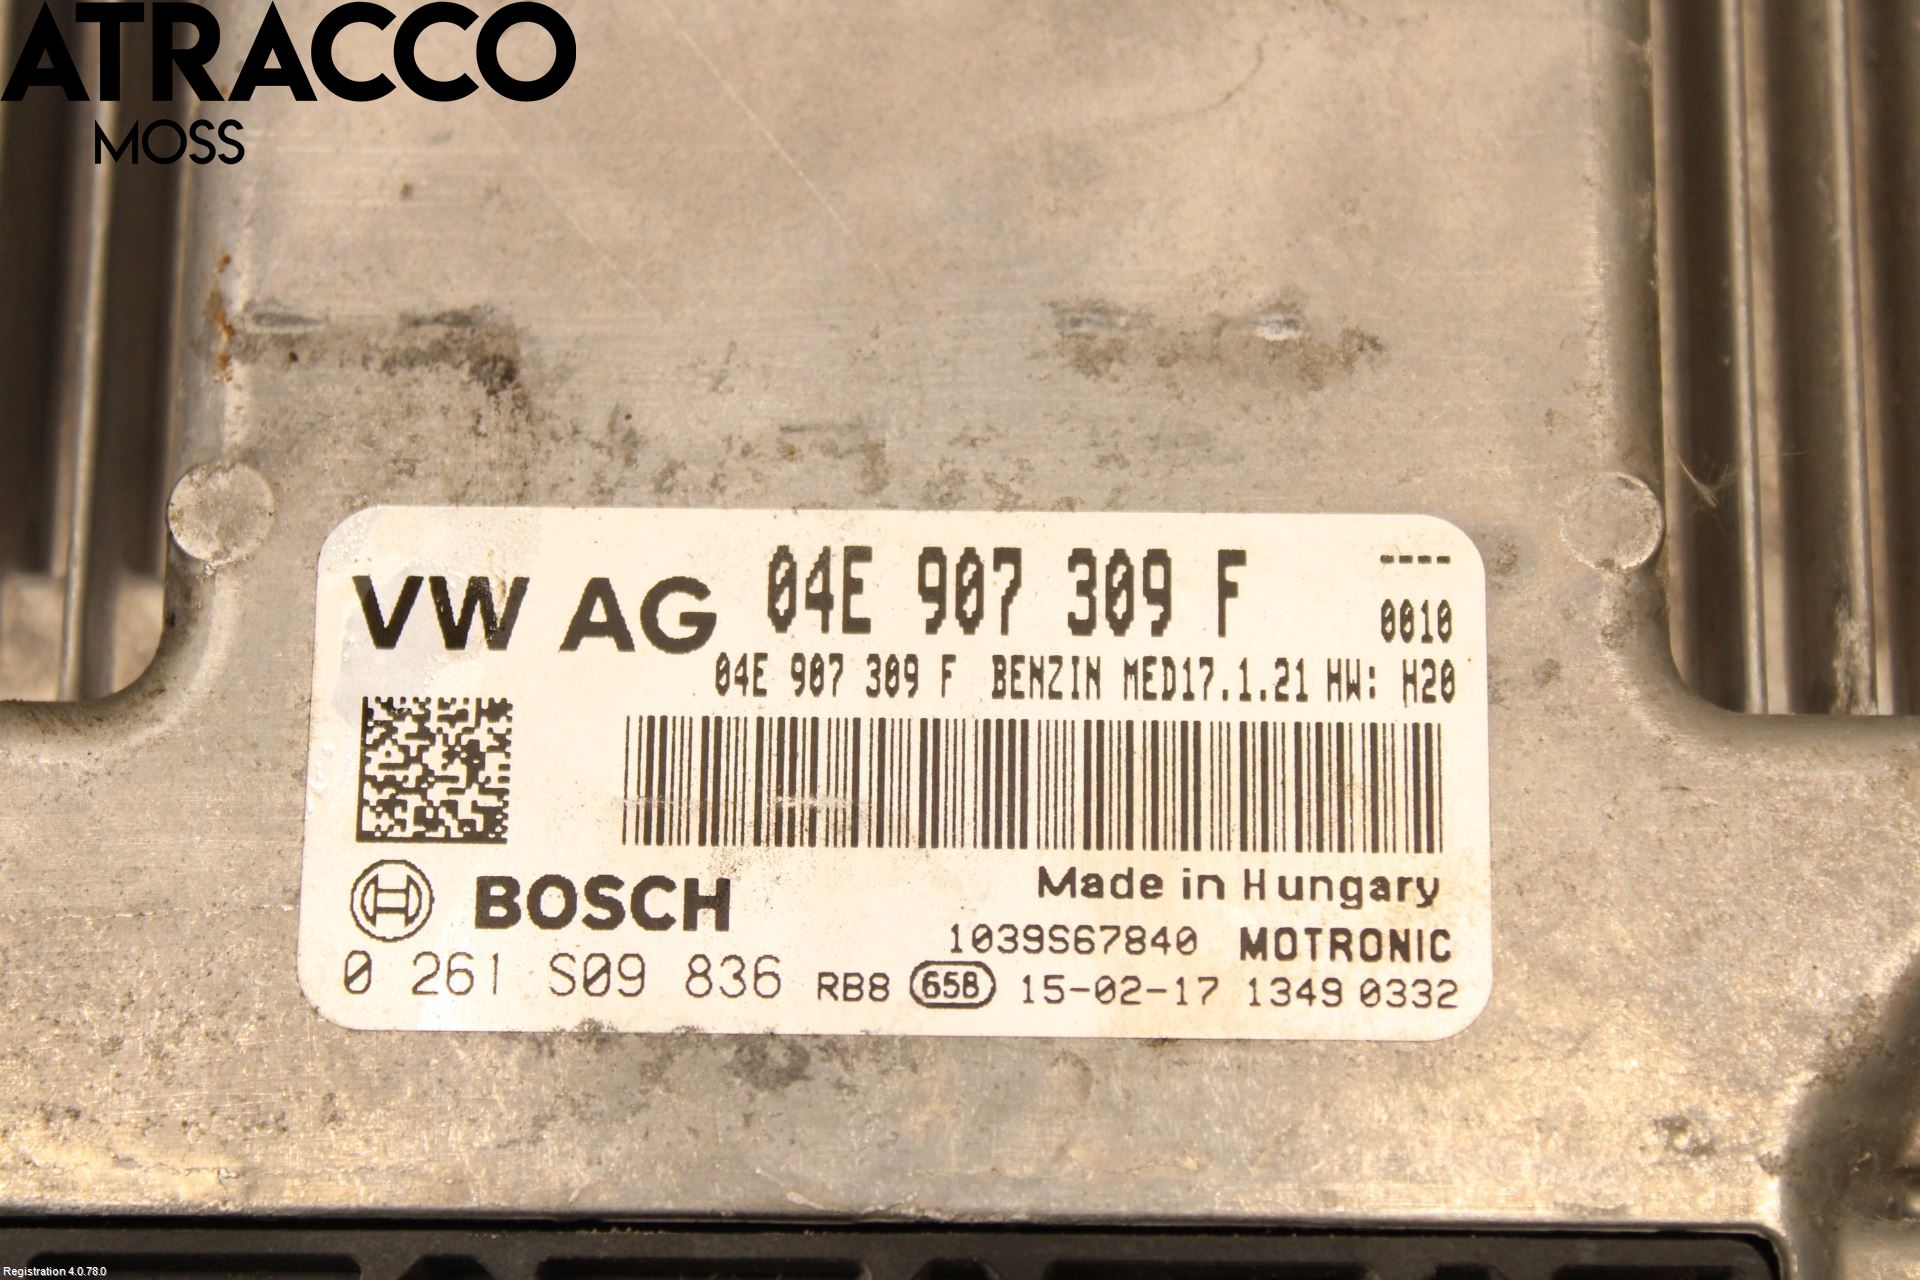 ATRACCO
MOSS
VW AG 04E 907 309 F ----
0010
04E 907 309 F BENZIN MED17.1.21 HW: H20
BOSCH
Made in Hungary
1039S67840 MOTRONIC
0 261 S09 836 RB8 65B 15-02-17 1349 0332
Registration 4.0.78.0